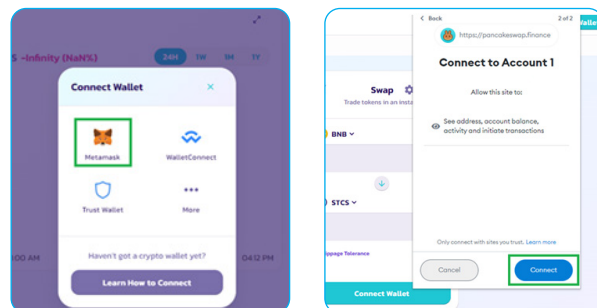 S -Infinity (NaN%)
24H 1W 1M 1Y
Connect Wallet ×
Metamask
WalletConnect
Trust Wallet
More
Haven't got a crypto wallet yet?
Learn How to Connect
:00 AM
04:12 PM
Back
2 of 2
https://pancakeswap.finance
Connect to Account 1
Allow this site to:
See address, account balance,
activity and initiate transactions
Only connect with sites you trust. Learn more
Cancel
Connect
Swap
Trade tokens in an insta
BNB
STCS
ippage Tolerance
Connect Wallet